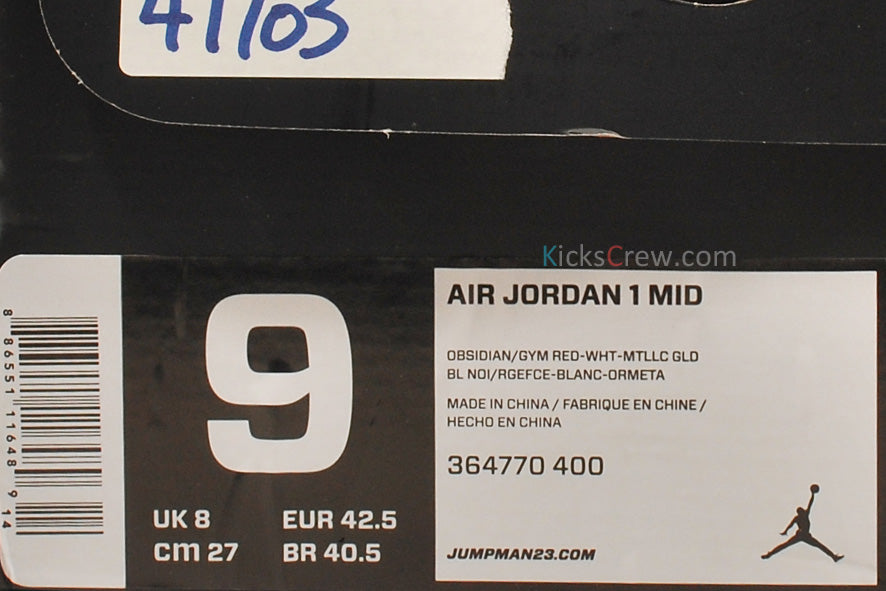 41103
KicksCrew.com
AIR JORDAN 1 MID
OBSIDIAN/GYM RED-WHT-MTLLC GLD
BL NOI/RGEFCE-BLANC-ORMETA
MADE IN CHINA / FABRIQUE EN CHINE /
HECHO EN CHINA
364770 400
JUMPMAN23.COM
9
UK 8 EUR 42.5
cm 27 BR 40.5
8 86551 11648 9 14